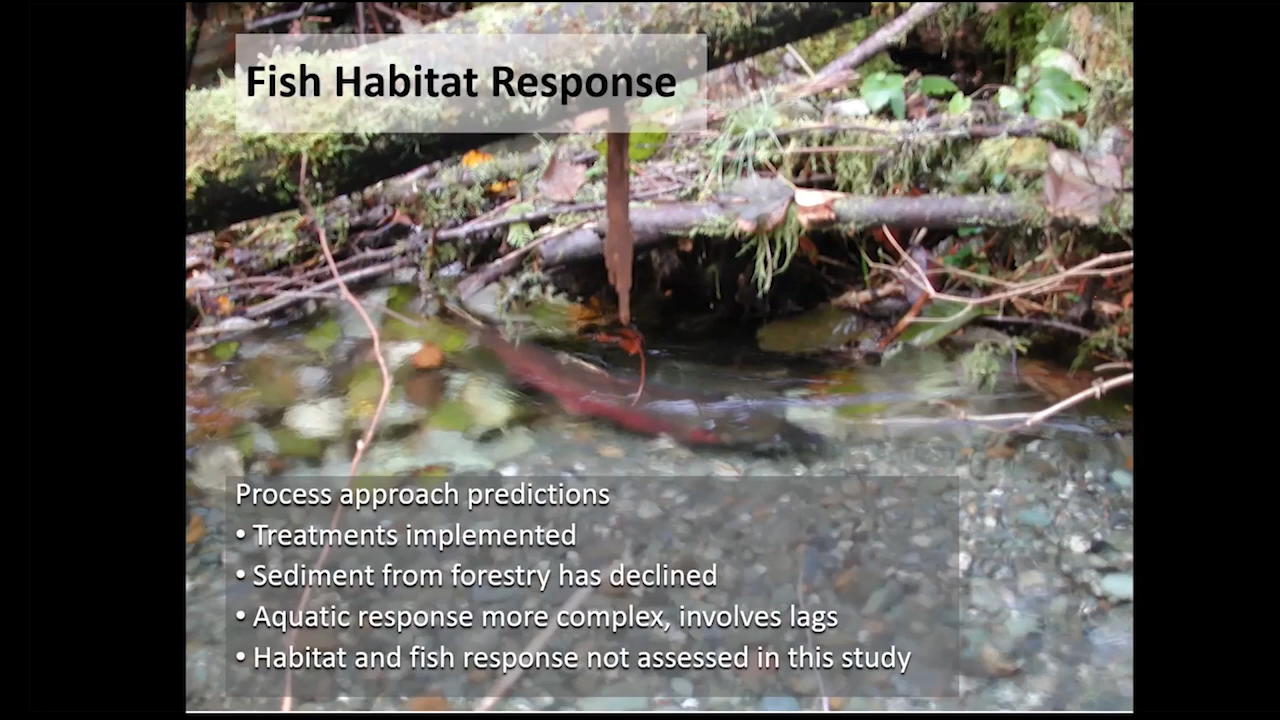 Fish Habitat Response
Process approach predictions
• Treatments implemented
• Sediment from forestry has declined
• Aquatic response more complex, involves lags
• Habitat and fish response not assessed in this study